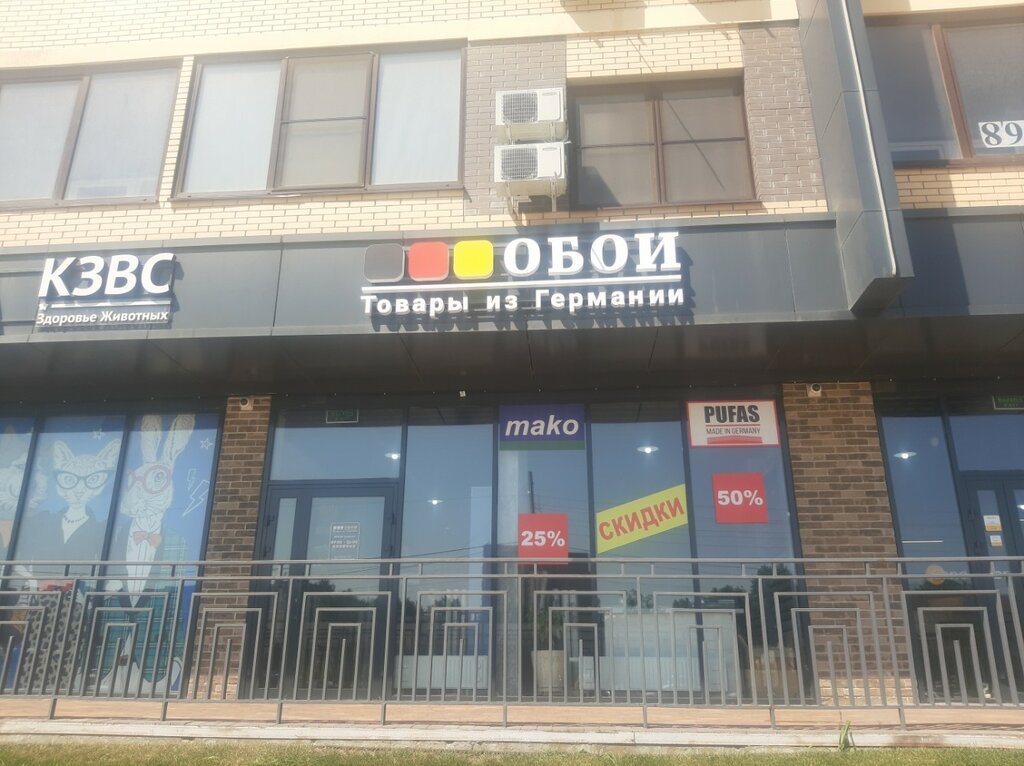 89
КЗВС
Здоровье Животных
ОБОИ
Товары из Германии
mako
PUFAS
MADE IN GERMANY
25%
СКИДКИ
50%